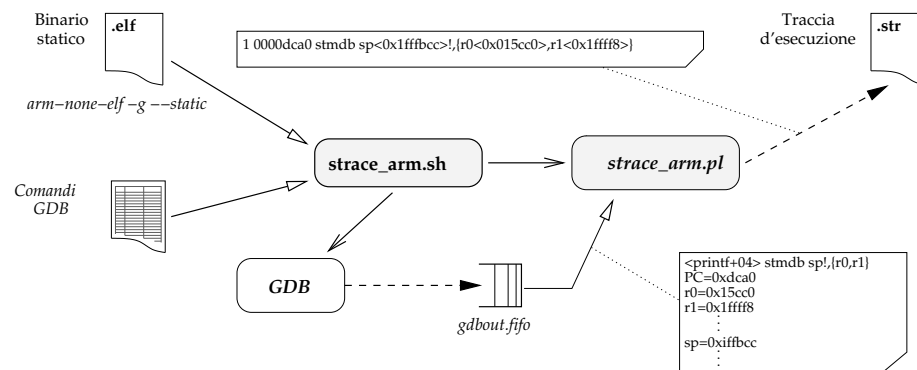 Binario
statico
.elf
1 0000dca0 stmdb sp<0x1fffbcc>!,{r0<0x015cc0>,r1<0x1ffff8>}
Traccia
d'esecuzione
.str
arm−none−elf −g −−static
strace_arm.sh
strace_arm.pl
Comandi
GDB
GDB
gdbout.fifo
<printf+04> stmdb sp!,{r0,r1}
PC=0xdca0
r0=0x15cc0
r1=0x1ffff8
sp=0xiffbcc